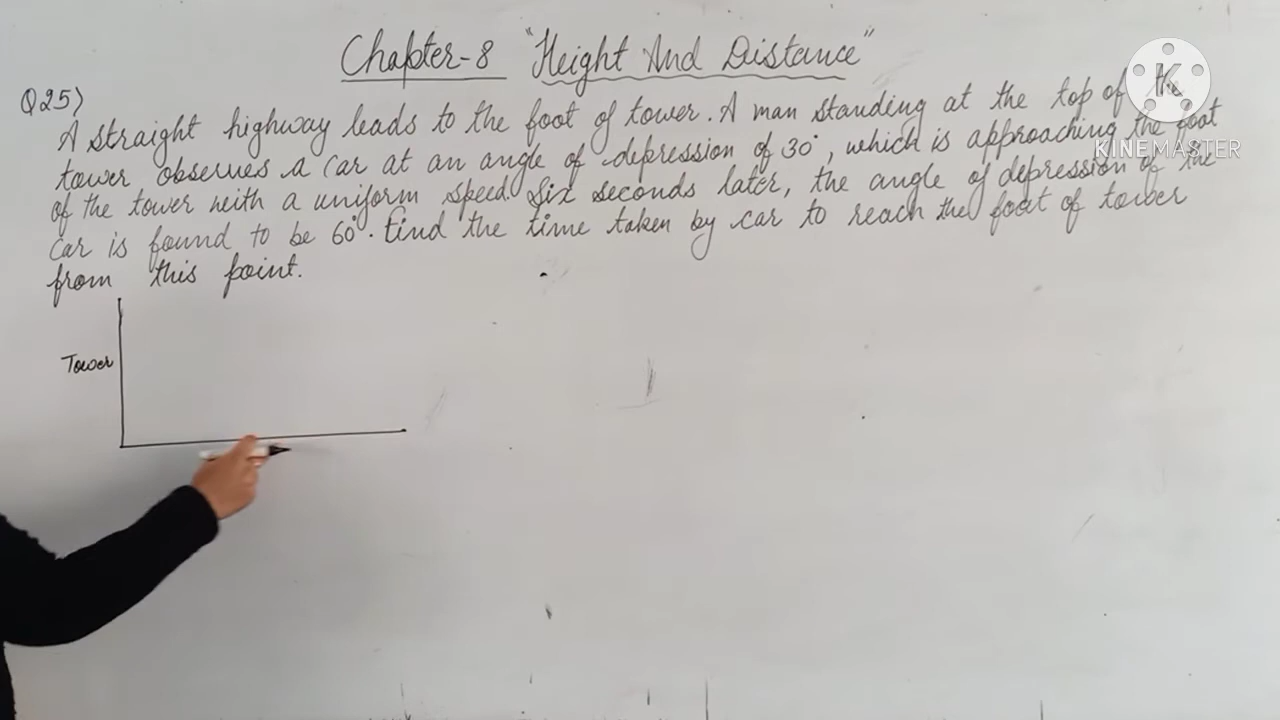 Chapter-8 "Height And Distance"
Q25)
A straight highway leads to the foot of tower. A man standing at the top of the
tower observes a car at an angle of depression of 30°, which is approaching the foot
of the tower with a uniform speed. Six seconds later, the angle of depression of the
car is found to be 60°. Find the time taken by car to reach the foot of tower
from this point.
Tower
K
KINEMASTER